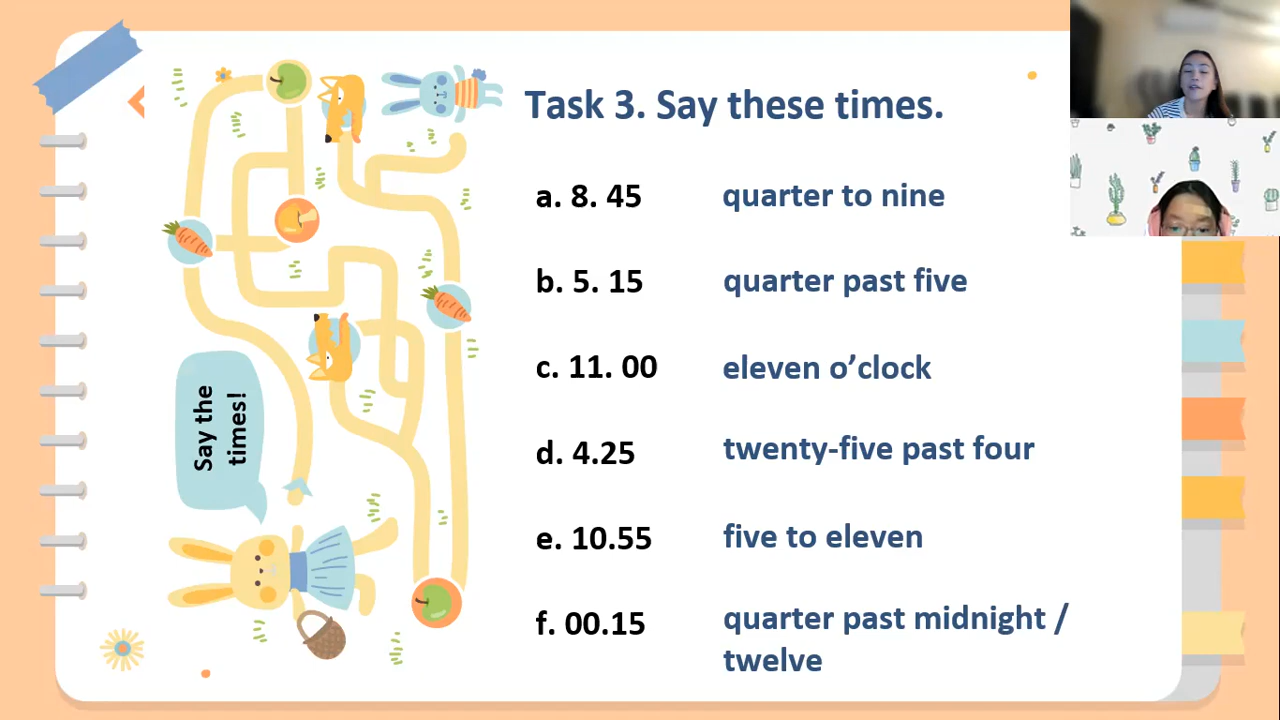 Task 3. Say these times.
a. 8. 45 quarter to nine
b. 5. 15 quarter past five
c. 11. 00 eleven o’clock
d. 4.25 twenty-five past four
e. 10.55 five to eleven
f. 00.15 quarter past midnight /
twelve
Say the
times!